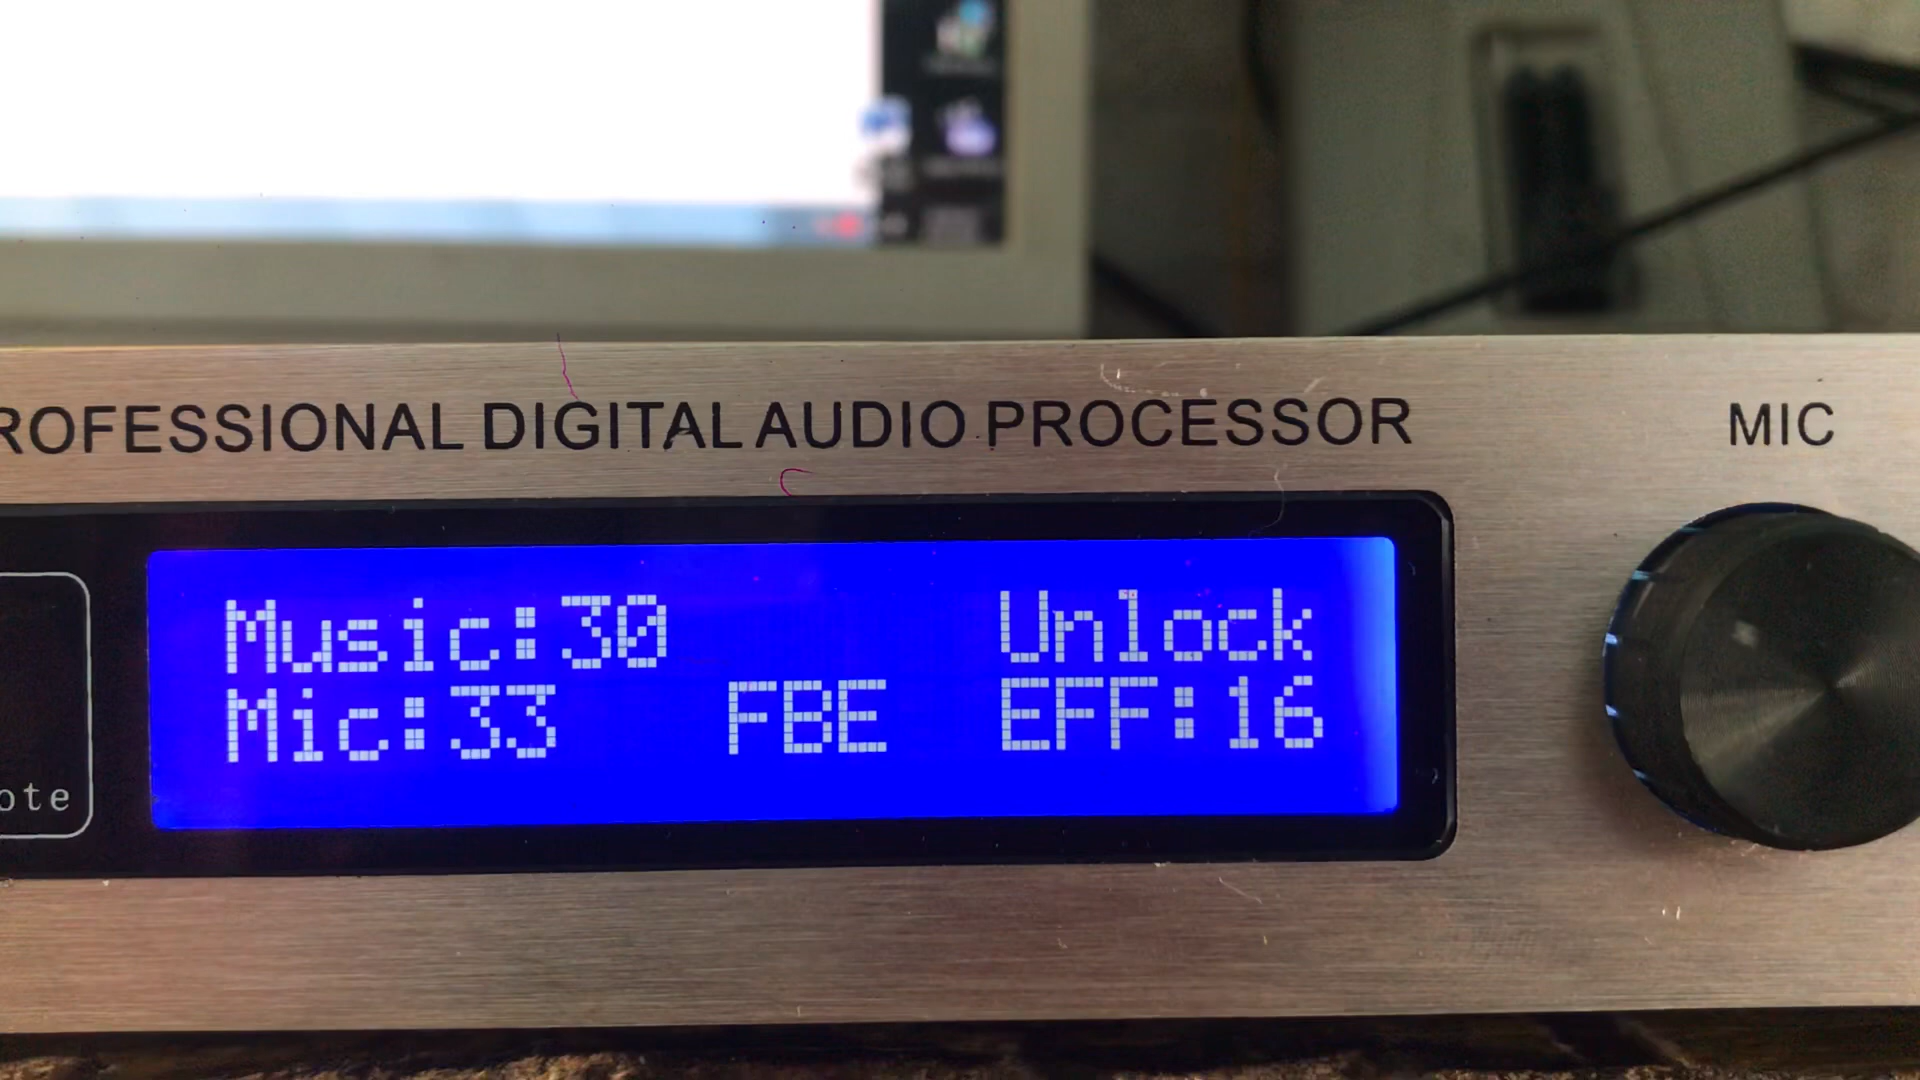 ROFESSIONAL DIGITAL AUDIO PROCESSOR
MIC
Music:30 Unlock
Mic:33 FBE EFF:16
ote